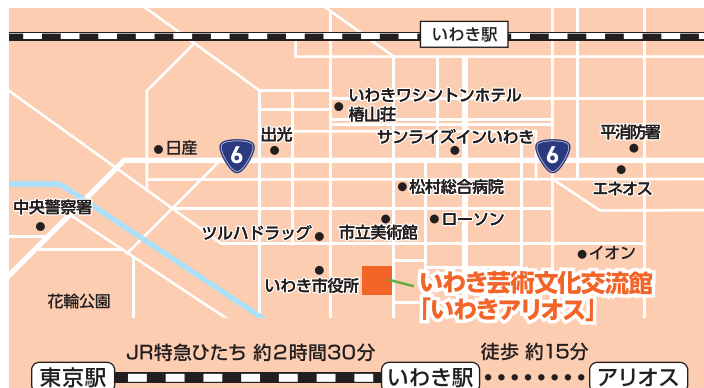 いわき駅
いわきワシントンホテル
椿山荘
日産
6
出光
サンライズインいわき
6
平消防署
エネオス
松村総合病院
中央警察署
ツルハドラッグ
市立美術館
ローソン
イオン
いわき市役所
いわき芸術文化交流館
「いわきアリオス」
花輪公園
JR特急ひたち 約2時間30分
徒歩 約15分
東京駅
いわき駅
アリオス